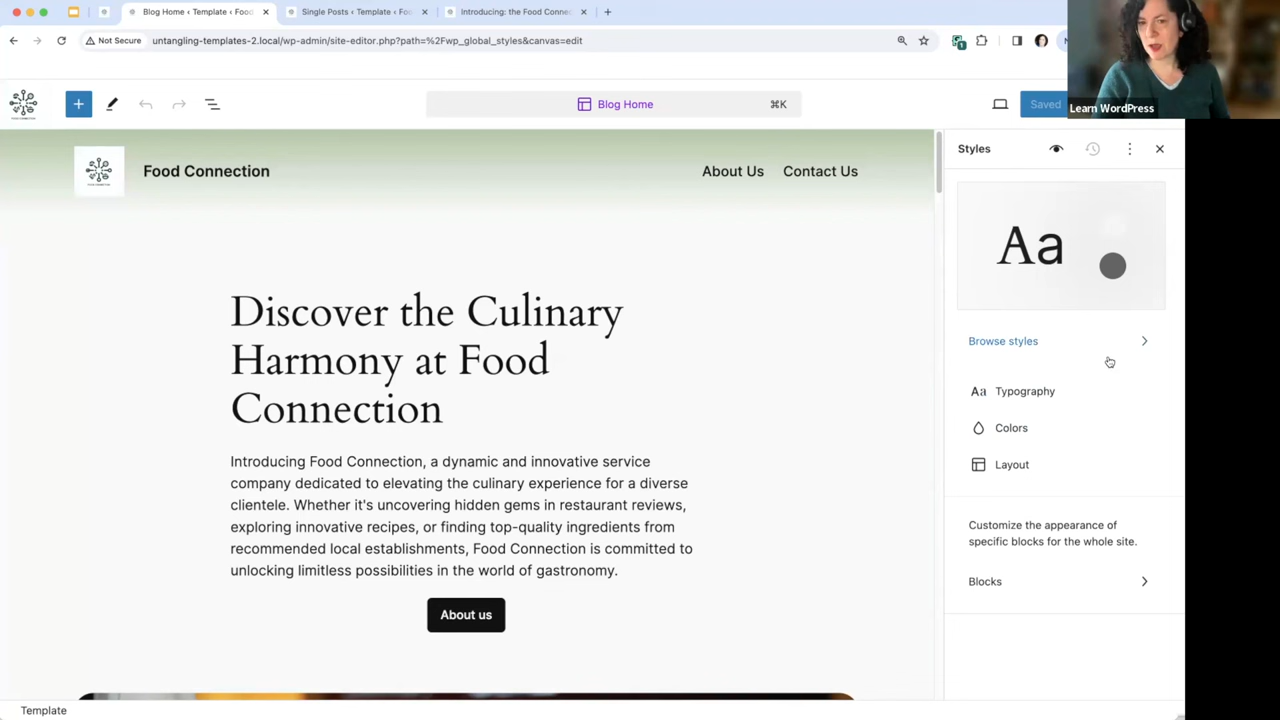 Blog Home ‹ Template ‹ Food
Single Posts ‹ Template ‹ Foo
Introducing: the Food Connec
Not Secure
untangling-templates-2.local/wp-admin/site-editor.php?path=%2Fwp_global_styles&canvas=edit
1
Blog Home
⌘K
Saved
Learn WordPress
Food Connection
About Us
Contact Us
Styles
Aa
Discover the Culinary
Harmony at Food
Connection
Browse styles
Aa Typography
Colors
Layout
Introducing Food Connection, a dynamic and innovative service
company dedicated to elevating the culinary experience for a diverse
clientele. Whether it's uncovering hidden gems in restaurant reviews,
exploring innovative recipes, or finding top-quality ingredients from
recommended local establishments, Food Connection is committed to
unlocking limitless possibilities in the world of gastronomy.
About us
Customize the appearance of
specific blocks for the whole site.
Blocks
Template